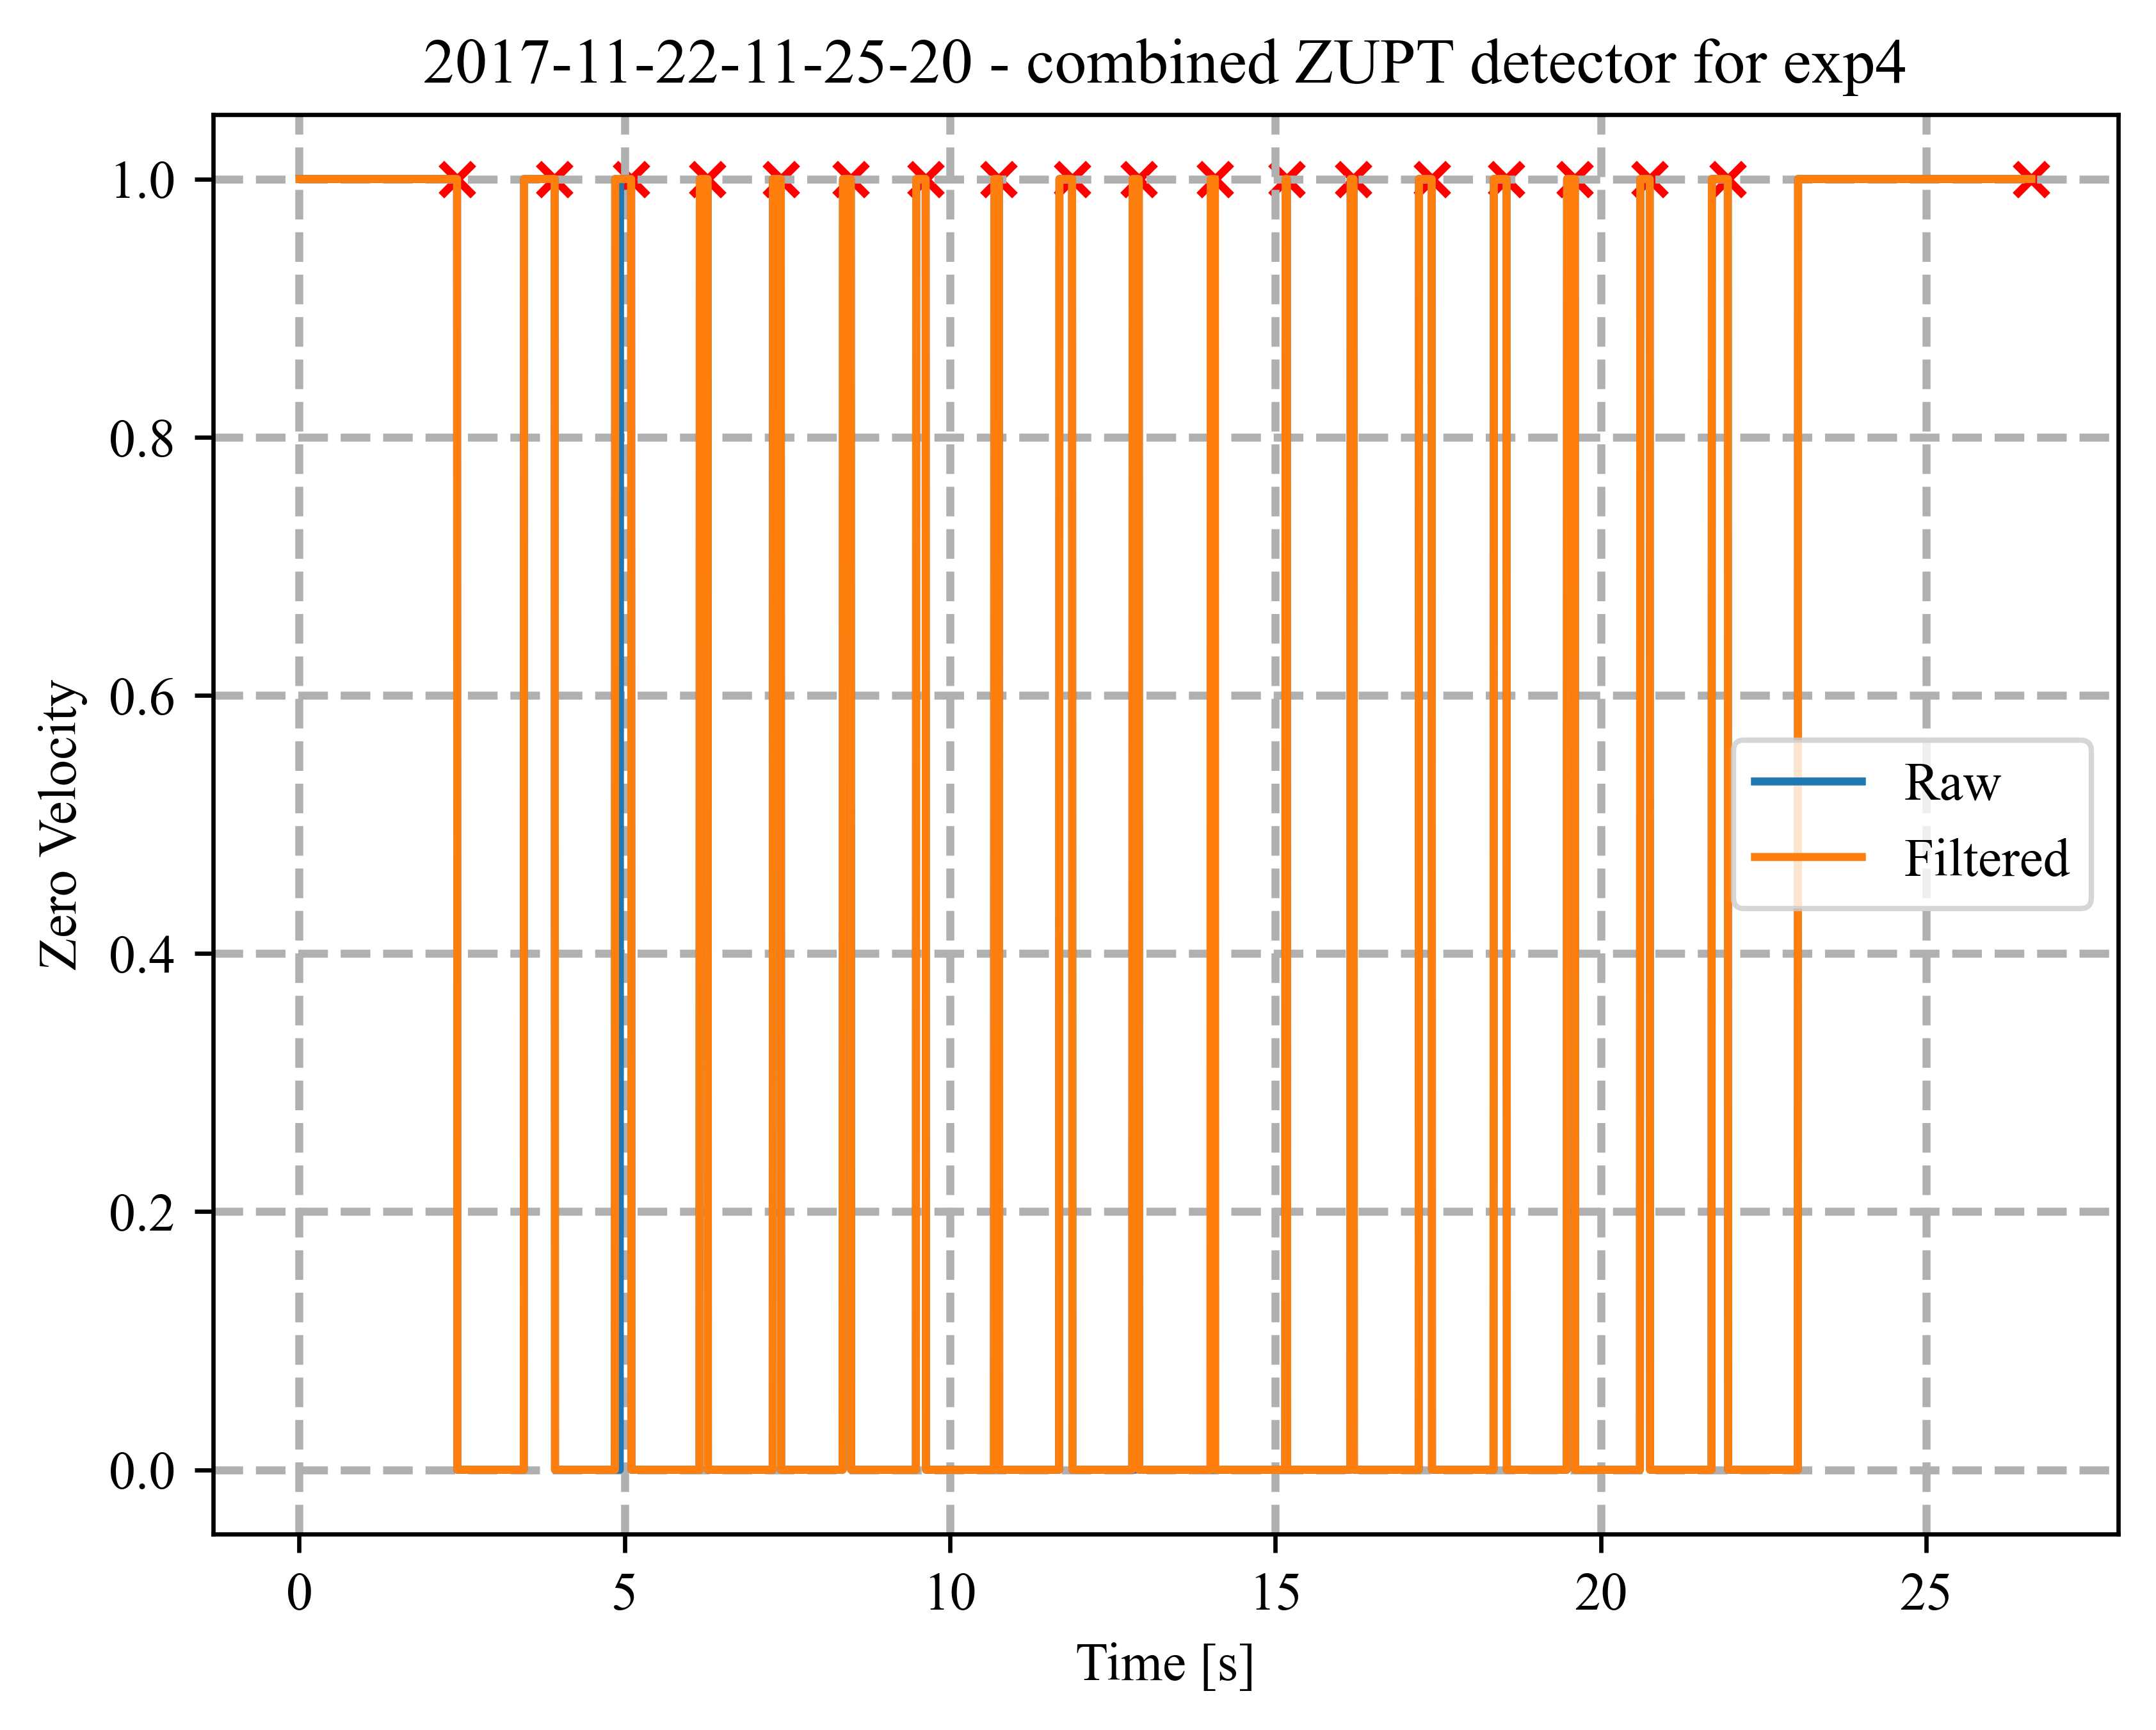 2017-11-22-11-25-20 - combined ZUPT detector for exp4
1.0
0.8
0.6
0.4
0.2
0.0
Zero Velocity
Raw
Filtered
0 5 10 15 20 25
Time [s]